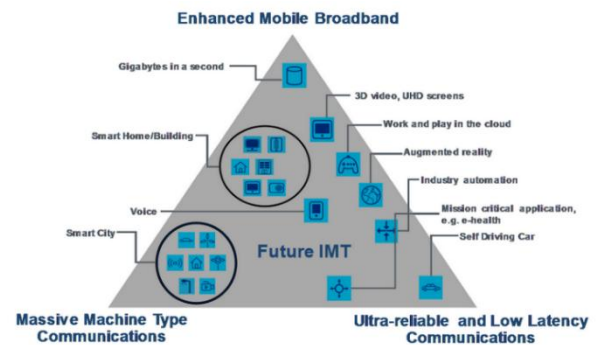 Enhanced Mobile Broadband
Gigabytes in a second
3D video, UHD screens
Work and play in the cloud
Smart Home/Building
Augmented reality
Industry automation
Voice
Mission critical application,
e.g. e-health
Smart City
Self Driving Car
Future IMT
Massive Machine Type
Communications
Ultra-reliable and Low Latency
Communications